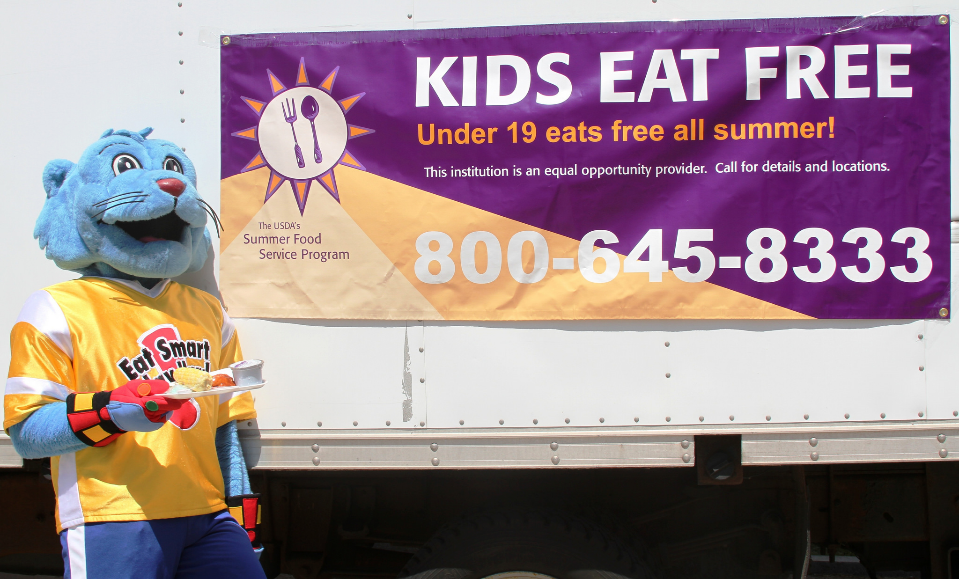 KIDS EAT FREE
Under 19 eats free all summer!
This institution is an equal opportunity provider. Call for details and locations.
The USDA's
Summer Food
Service Program
800-645-8333
Eat Smart